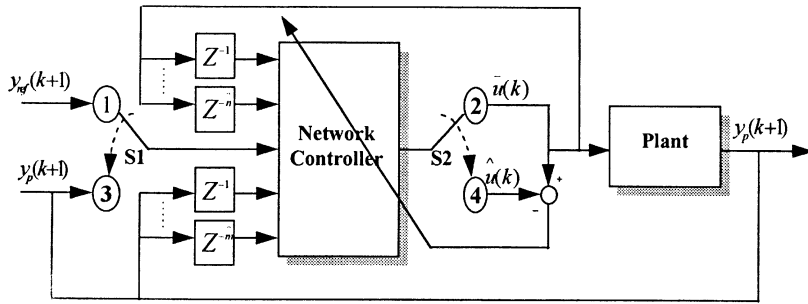 Z⁻¹
Z⁻ⁿ
y_ref(k+1)
1
S1
y_p(k+1)
3
Z⁻¹
Z⁻ᵐ
Network
Controller
S2
2
ū(k)
4
û(k)
+
−
Plant
y_p(k+1)